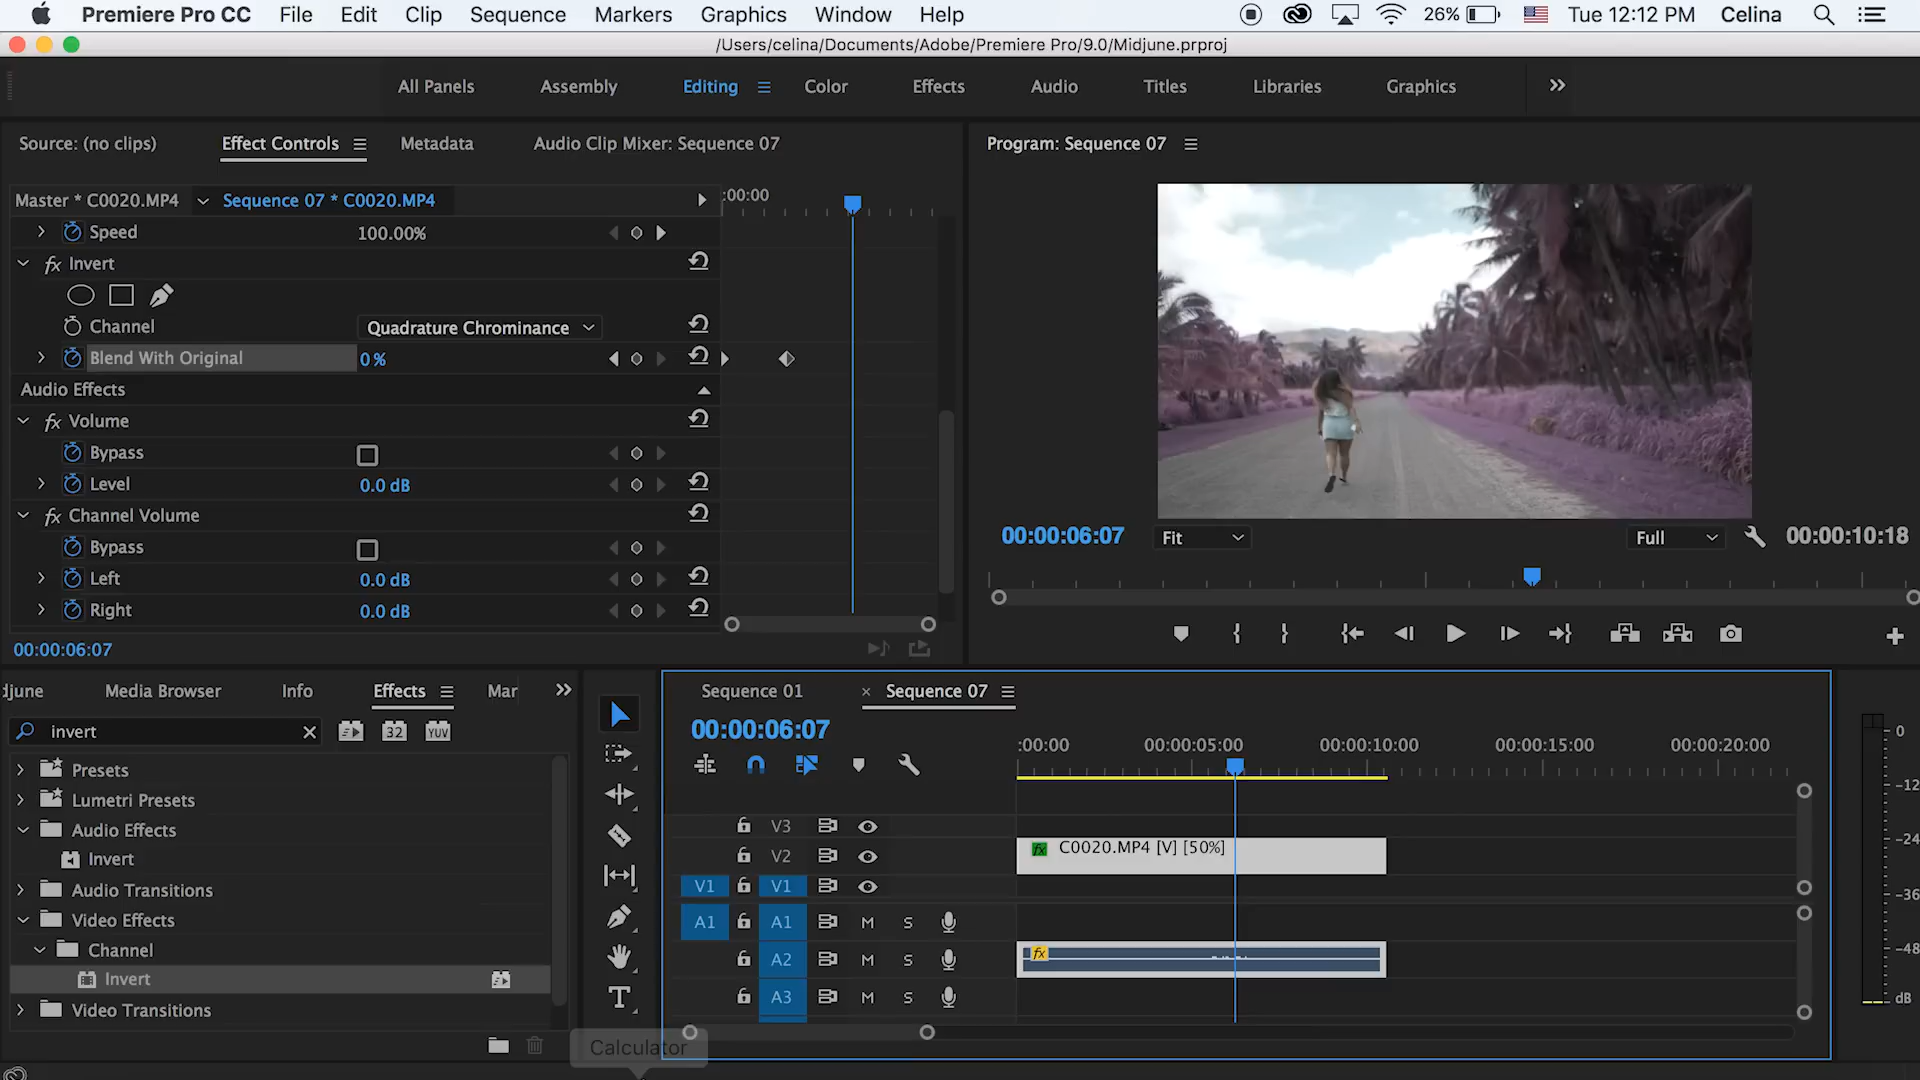 Premiere Pro CC File Edit Clip Sequence Markers Graphics Window Help 26% Tue 12:12 PM Celina
/Users/celina/Documents/Adobe/Premiere Pro/9.0/Midjune.prproj
All Panels Assembly Editing Color Effects Audio Titles Libraries Graphics
Source: (no clips) Effect Controls Metadata Audio Clip Mixer: Sequence 07
Master * C0020.MP4 Sequence 07 * C0020.MP4 :00:00
Speed 100.00%
fx Invert
Channel Quadrature Chrominance
Blend With Original 0 %
Audio Effects
fx Volume
Bypass
Level 0.0 dB
fx Channel Volume
Bypass
Left 0.0 dB
Right 0.0 dB
00:00:06:07
Program: Sequence 07
00:00:06:07 Fit Full 00:00:10:18
djune Media Browser Info Effects Mar
invert 32 YUV
Presets
Lumetri Presets
Audio Effects
Invert
Audio Transitions
Video Effects
Channel
Invert
Video Transitions
Calculator
T
Sequence 01 × Sequence 07
00:00:06:07
:00:00 00:00:05:00 00:00:10:00 00:00:15:00 00:00:20:00
V3
V2 fx C0020.MP4 [V] [50%]
V1 V1
A1 A1 M S
A2 M S fx
A3 M S
0
-12
-24
-36
-48
dB